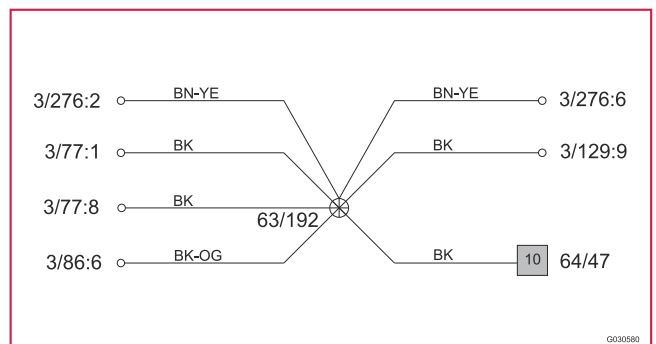 3/276:2 BN-YE BN-YE 3/276:6
3/77:1 BK BK 3/129:9
3/77:8 BK
63/192
3/86:6 BK-OG BK 10 64/47
G030580